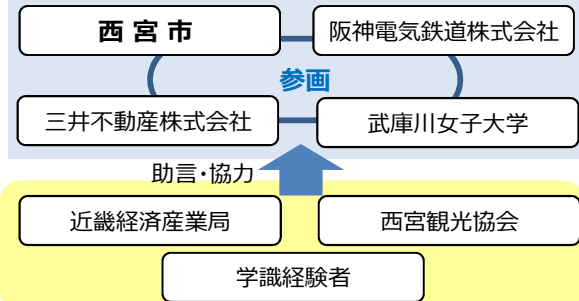 西宮市
阪神電気鉄道株式会社
参画
三井不動産株式会社
武庫川女子大学
助言・協力
近畿経済産業局
西宮観光協会
学識経験者